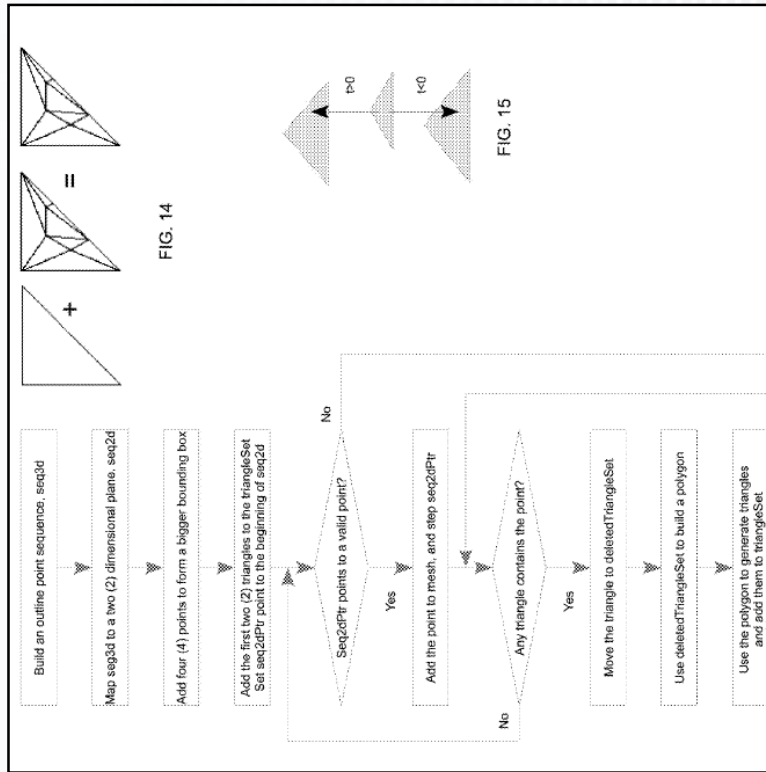 Build an outline point sequence, seq3d
Map seg3d to a two (2) dimensional plane, seq2d
Add four (4) points to form a bigger bounding box
Add the first two (2) triangles to the triangleSet
Set seq2dPtr point to the beginning of seq2d
Seq2dPtr points to a valid point?
No
Yes
Add the point to mesh, and step seq2dPtr
Any triangle contains the point?
No
Yes
Move the triangle to deletedTriangleSet
Use deletedTriangleSet to build a polygon
Use the polygon to generate triangles
and add them to triangleSet
+
=
FIG. 14
t>0
t<0
FIG. 15